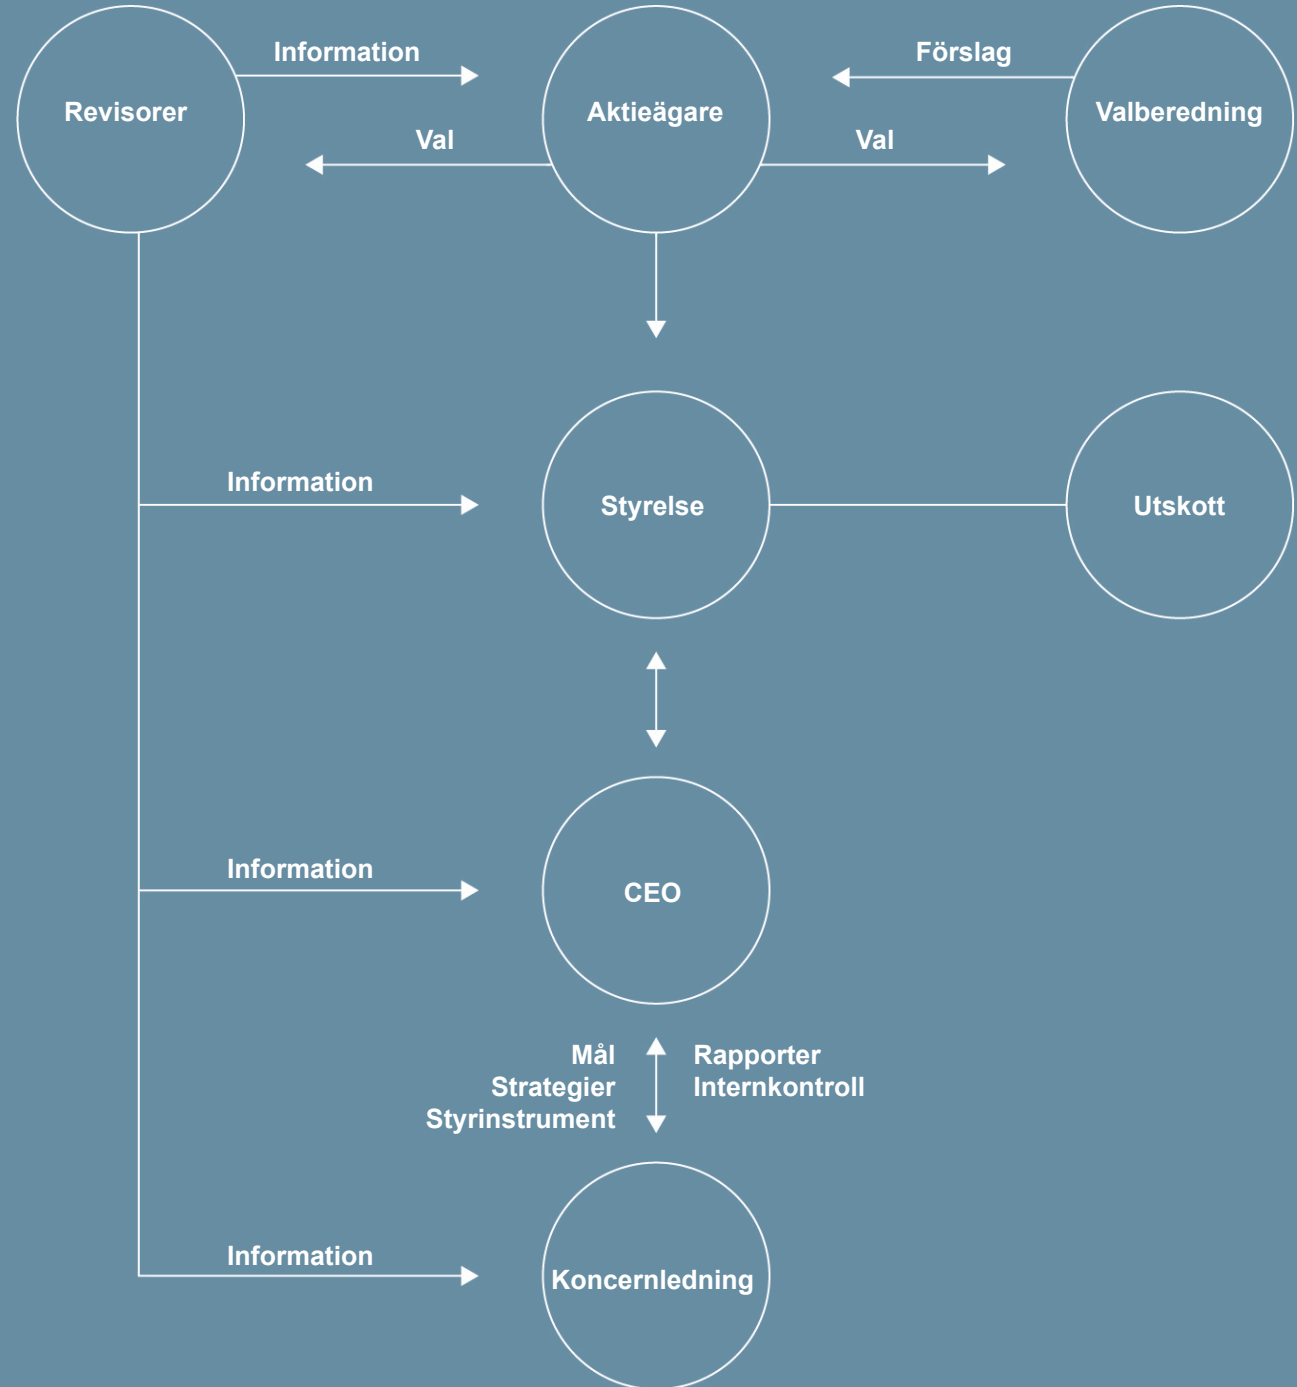 Information
Förslag
Revisorer
Aktieägare
Valberedning
Val
Val
Information
Styrelse
Utskott
Information
CEO
Mål
Strategier
Styrinstrument
Rapporter
Internkontroll
Information
Koncernledning